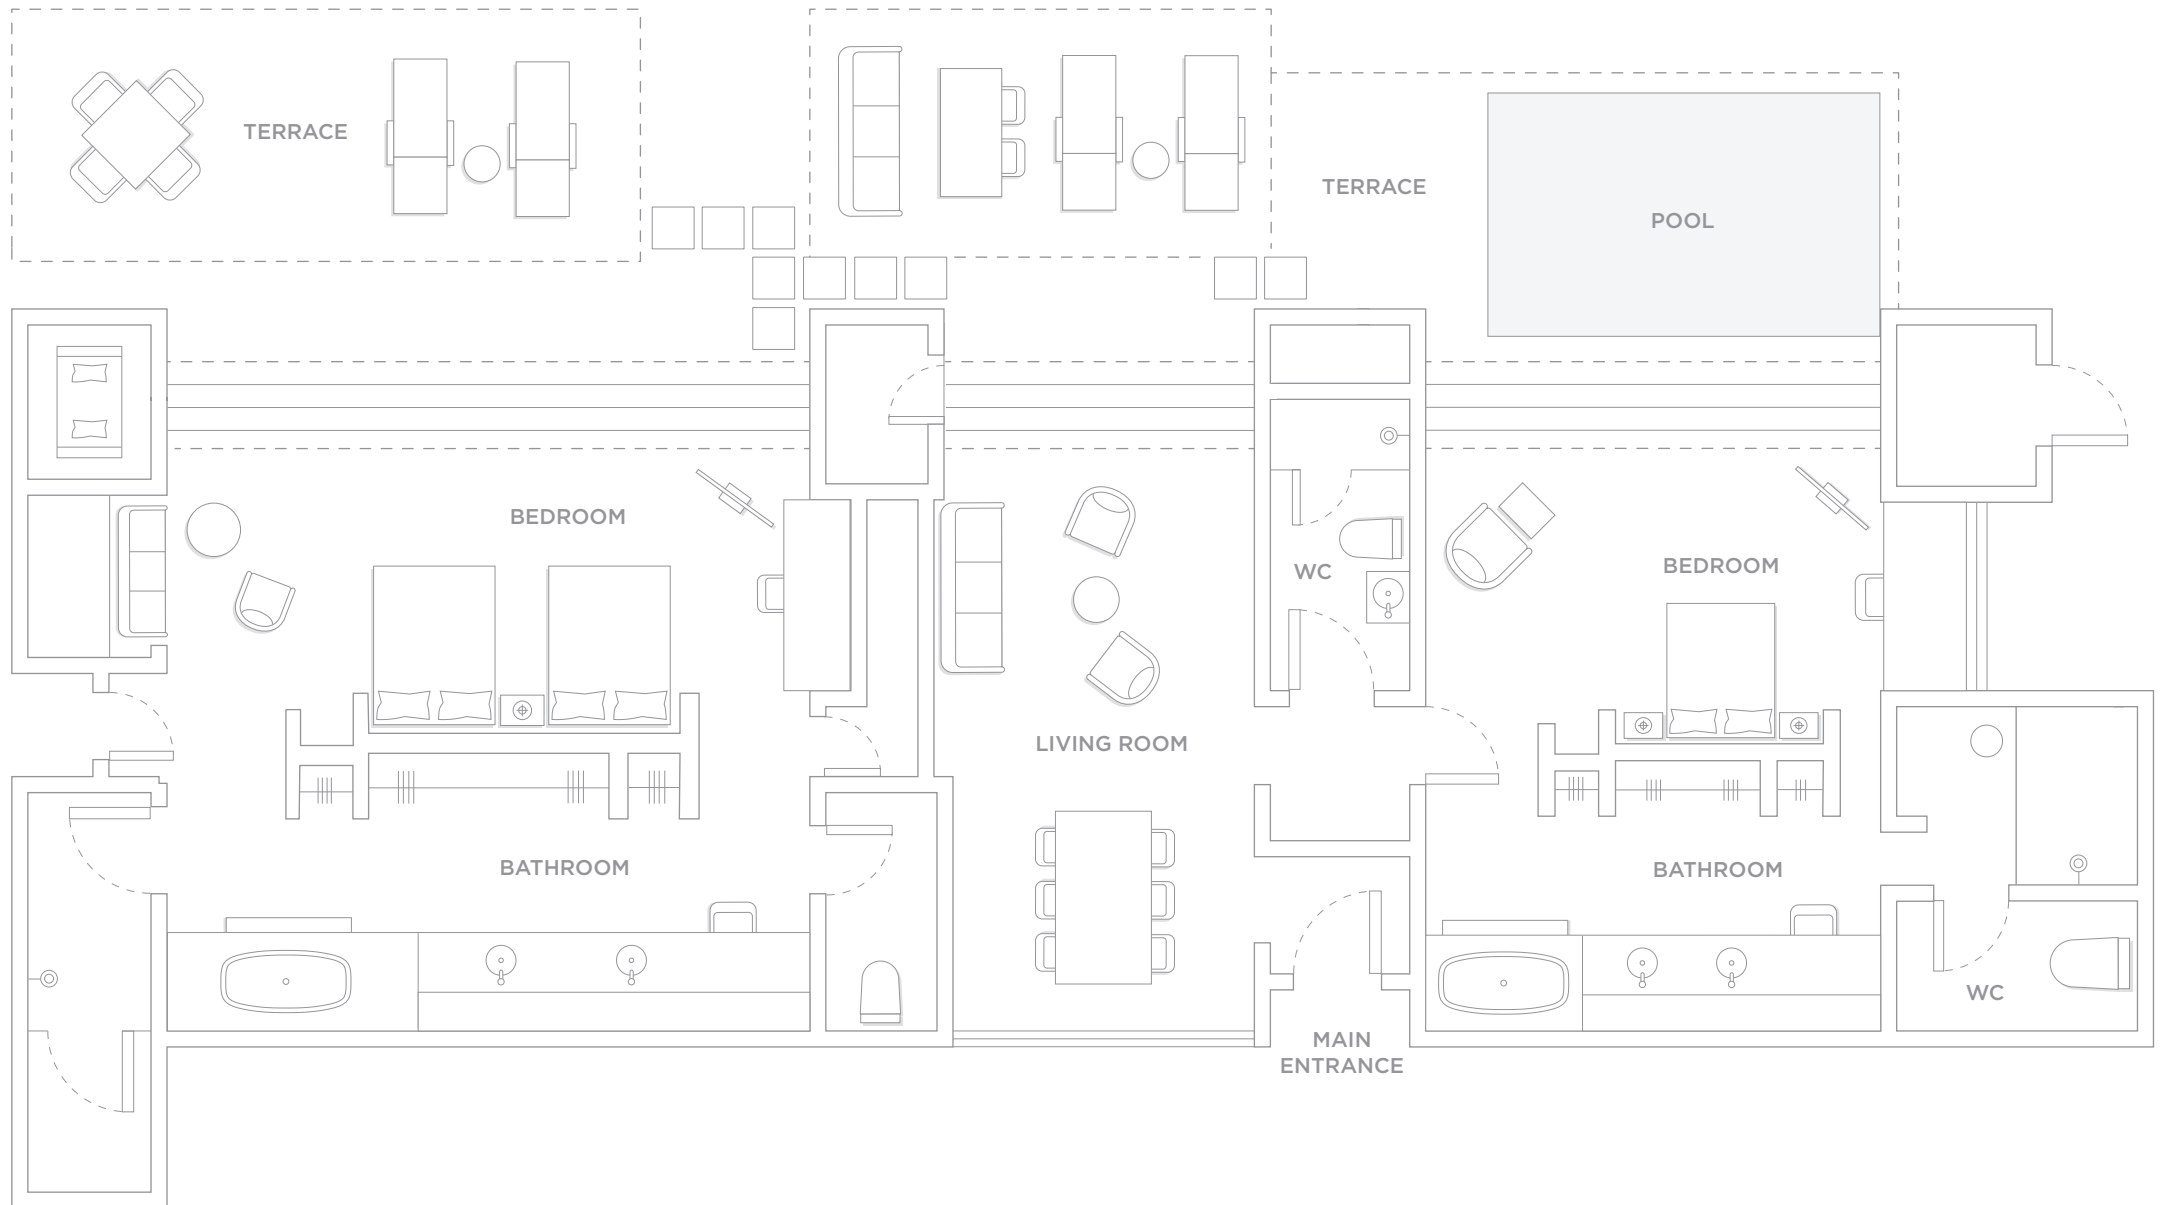 TERRACE
TERRACE
POOL
BEDROOM
WC
BEDROOM
LIVING ROOM
BATHROOM
BATHROOM
WC
MAIN
ENTRANCE